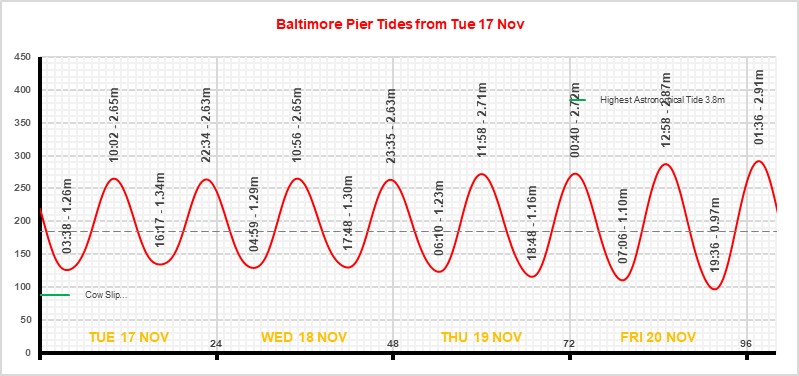 Baltimore Pier Tides from Tue 17 Nov
450
400
350
300
250
200
150
100
50
0
03:38 - 1.26m
10:02 - 2.65m
16:17 - 1.34m
22:34 - 2.63m
04:59 - 1.29m
10:56 - 2.65m
17:48 - 1.30m
23:35 - 2.63m
06:10 - 1.23m
11:58 - 2.71m
18:48 - 1.16m
00:40 - 2.72m
07:06 - 1.10m
12:58 - 2.87m
19:36 - 0.97m
01:36 - 2.91m
Highest Astronomical Tide 3.8m
Cow Slip...
TUE 17 NOV
WED 18 NOV
THU 19 NOV
FRI 20 NOV
24
48
72
96